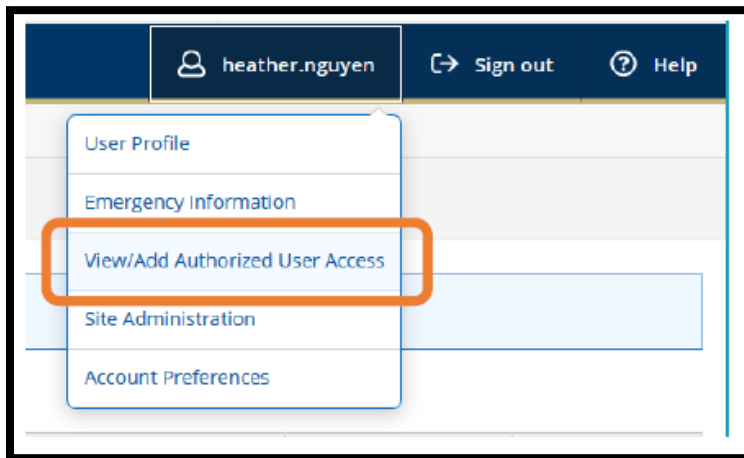 heather.nguyen Sign out Help
User Profile
Emergency Information
View/Add Authorized User Access
Site Administration
Account Preferences